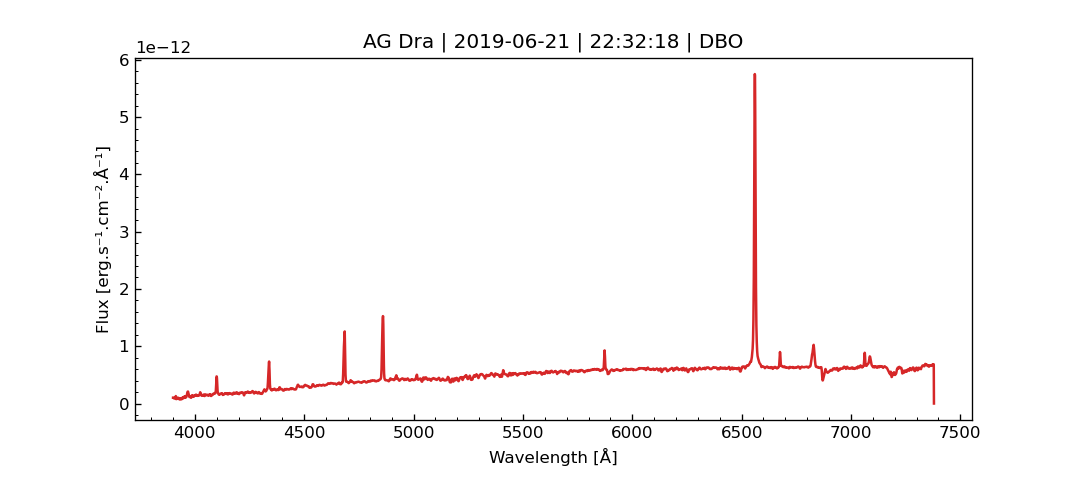 AG Dra | 2019-06-21 | 22:32:18 | DBO
1e−12
6
5
4
3
2
1
0
Flux [erg.s⁻¹.cm⁻².Å⁻¹]
4000 4500 5000 5500 6000 6500 7000 7500
Wavelength [Å]